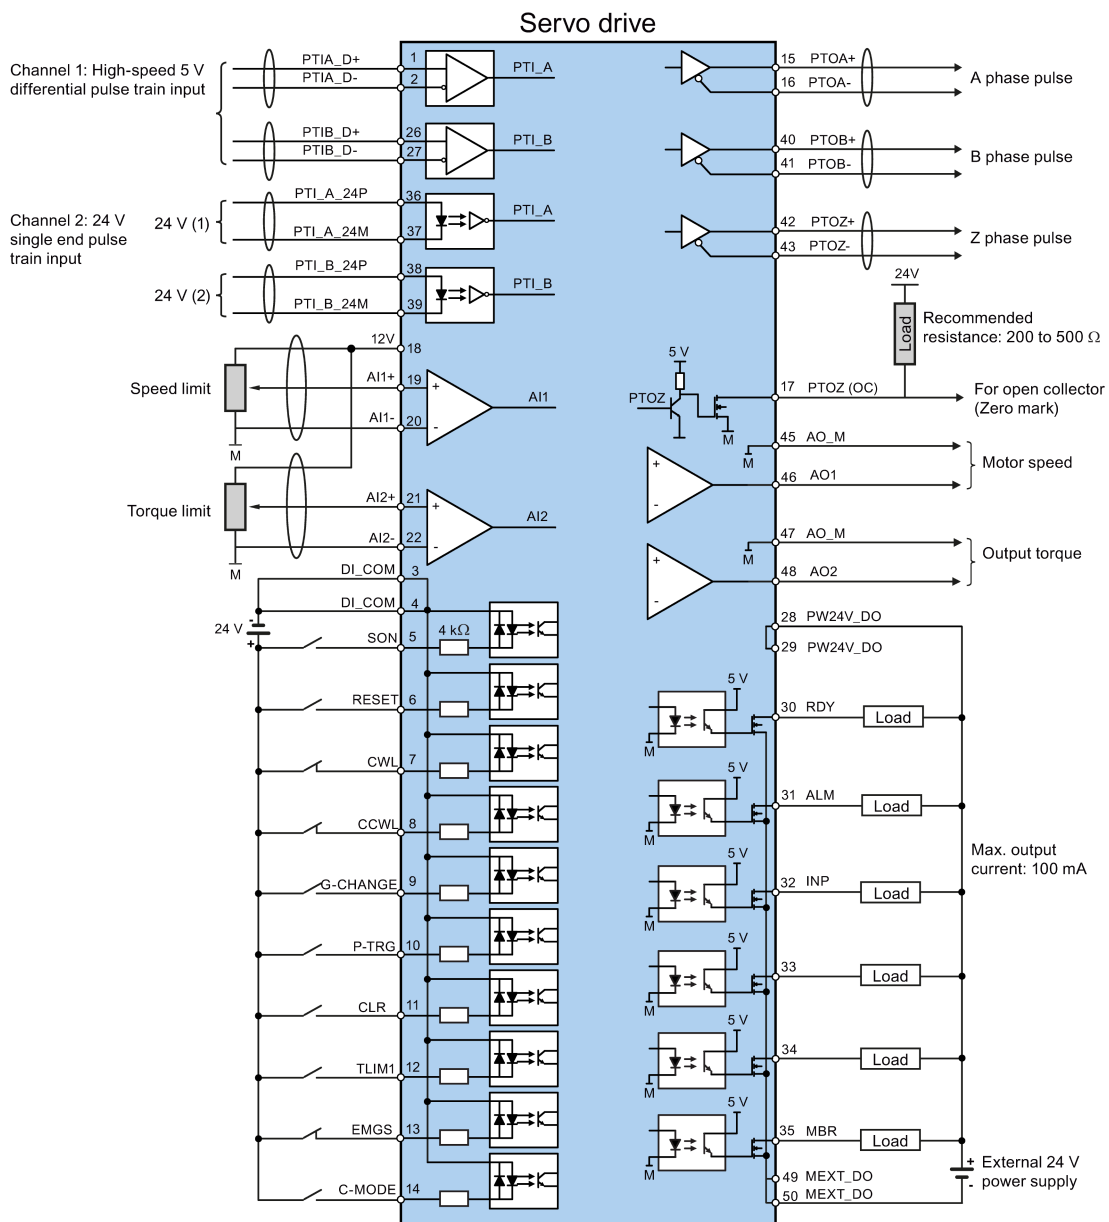 Servo drive
Channel 1: High-speed 5 V
differential pulse train input
PTIA_D+
1
PTIA_D-
2
PTI_A
PTIB_D+
26
PTIB_D-
27
PTI_B
Channel 2: 24 V
single end pulse
train input
24 V (1)
PTI_A_24P
36
PTI_A_24M
37
PTI_A
24 V (2)
PTI_B_24P
38
PTI_B_24M
39
PTI_B
12V
18
Speed limit
AI1+
19
AI1-
20
AI1
M
Torque limit
AI2+
21
AI2-
22
AI2
M
DI_COM
3
DI_COM
4
24 V
-
+
SON
5
4 kΩ
RESET
6
CWL
7
CCWL
8
G-CHANGE
9
P-TRG
10
CLR
11
TLIM1
12
EMGS
13
C-MODE
14
15
PTOA+
16
PTOA-
A phase pulse
40
PTOB+
41
PTOB-
B phase pulse
42
PTOZ+
43
PTOZ-
Z phase pulse
24V
Load
Recommended
resistance: 200 to 500 Ω
5 V
PTOZ
M
17
PTOZ (OC)
For open collector
(Zero mark)
M
45
AO_M
46
AO1
Motor speed
M
47
AO_M
48
AO2
Output torque
+
-
+
-
+
-
+
-
28
PW24V_DO
29
PW24V_DO
5 V
M
30
RDY
Load
5 V
M
31
ALM
Load
Max. output
current: 100 mA
5 V
M
32
INP
Load
5 V
M
33
Load
5 V
M
34
Load
5 V
M
35
MBR
Load
49
MEXT_DO
50
MEXT_DO
+
-
External 24 V
power supply